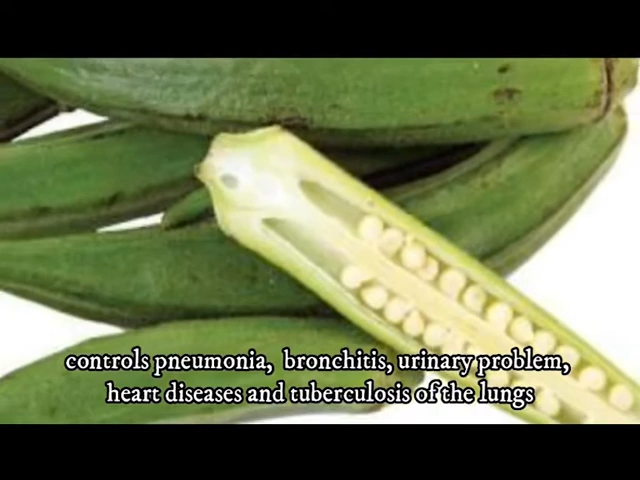 controls pneumonia, bronchitis, urinary problem,
heart diseases and tuberculosis of the lungs